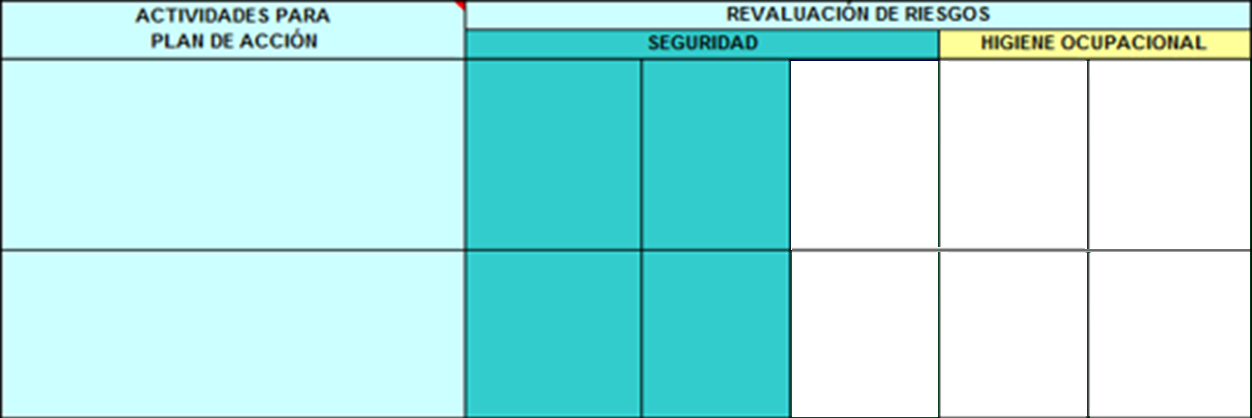 ACTIVIDADES PARA
PLAN DE ACCIÓN
REVALUACIÓN DE RIESGOS
SEGURIDAD
HIGIENE OCUPACIONAL